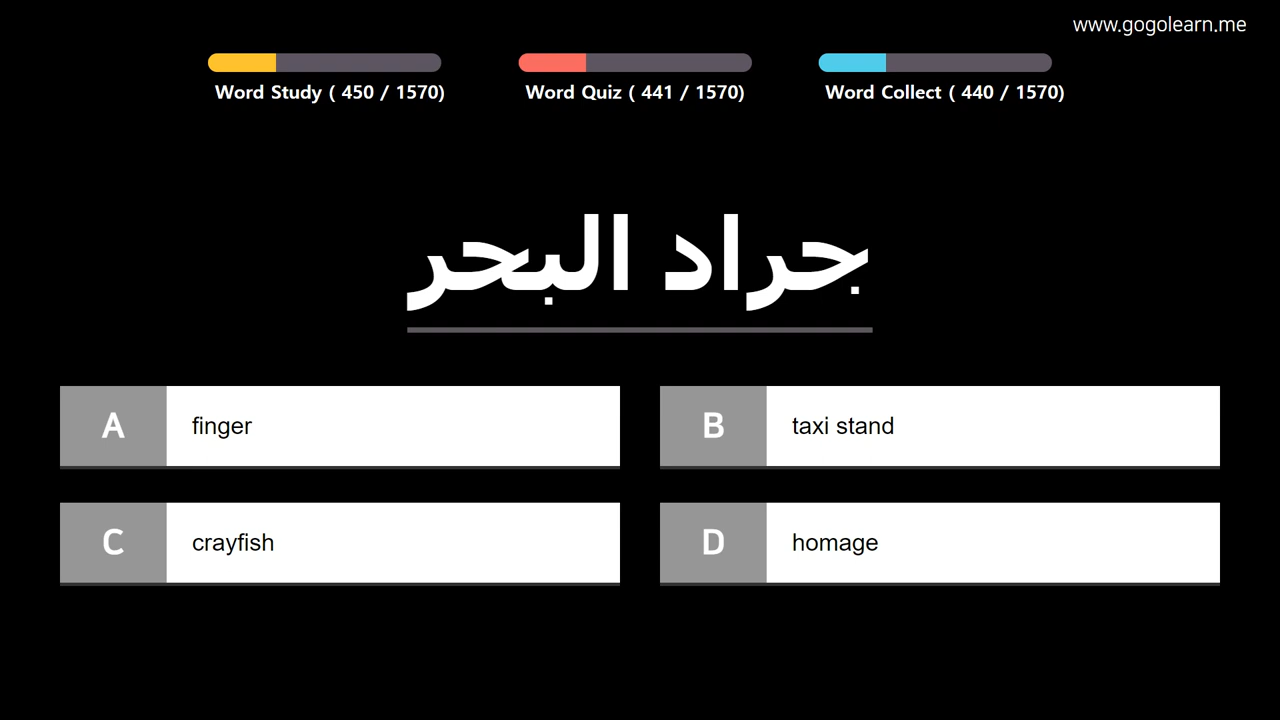 www.gogolearn.me
Word Study ( 450 / 1570)
Word Quiz ( 441 / 1570)
Word Collect ( 440 / 1570)
جراد البحر
A finger
B taxi stand
C crayfish
D homage